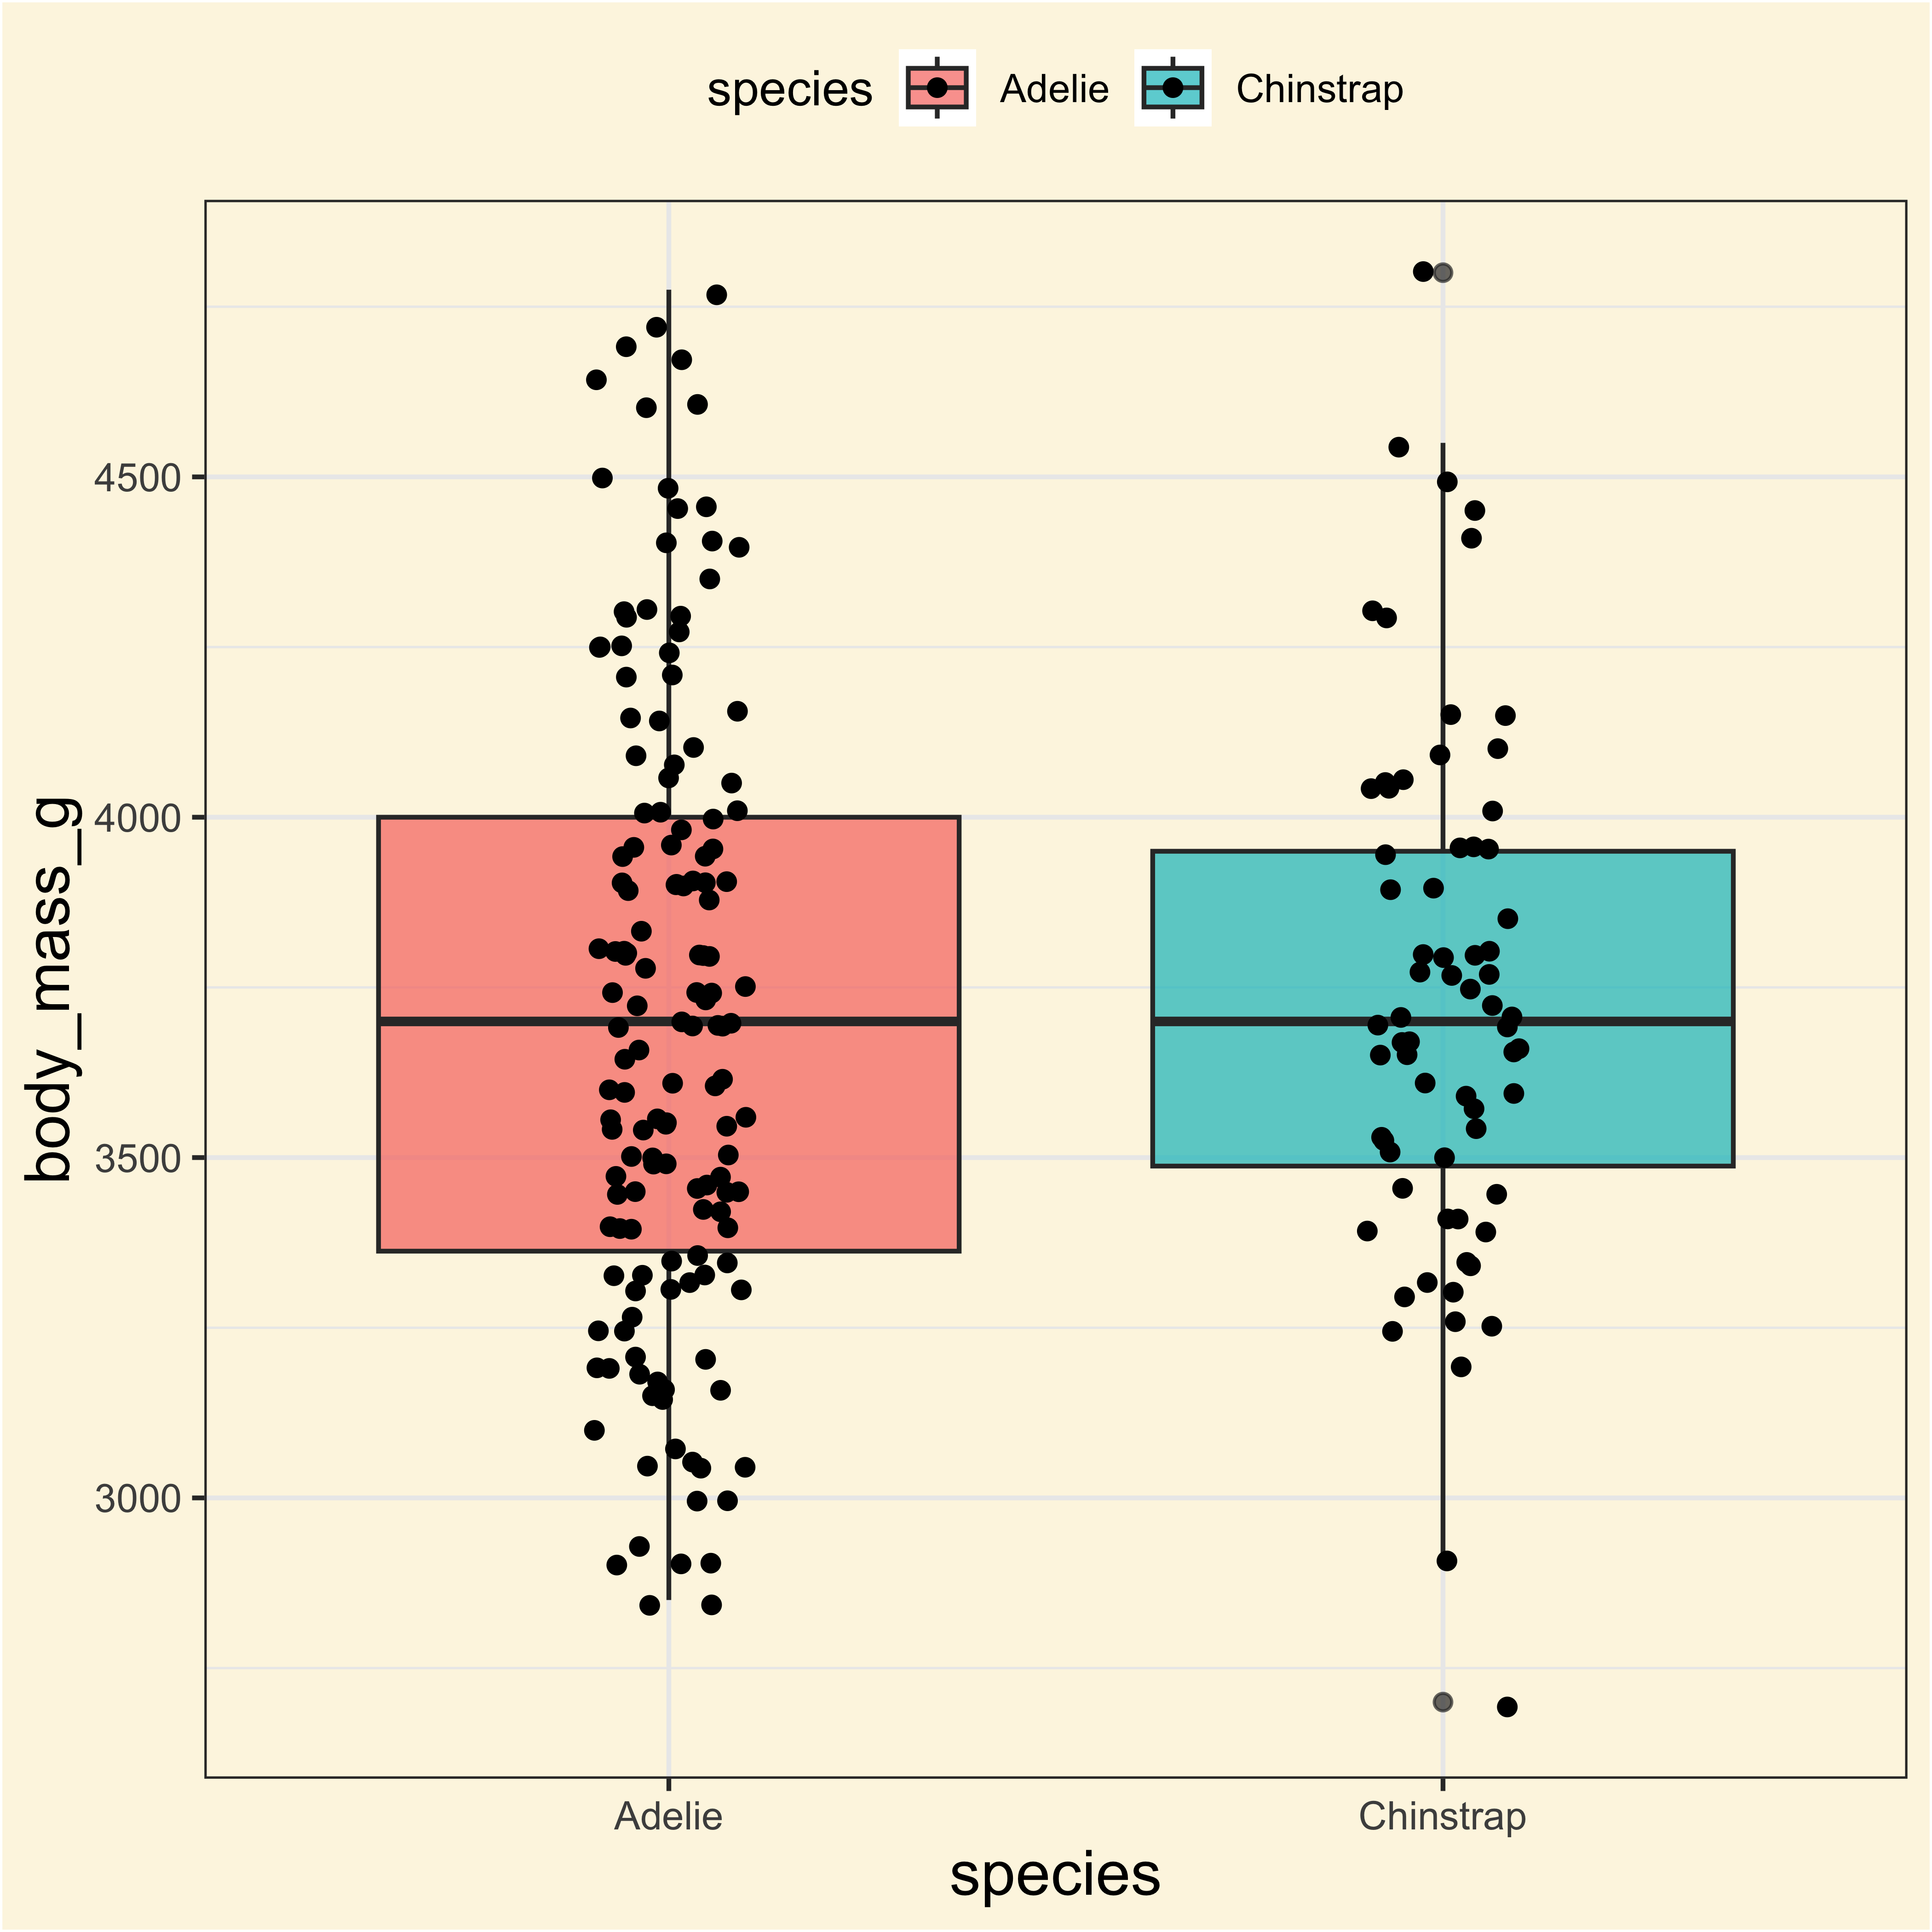 species Adelie Chinstrap
body_mass_g
4500
4000
3500
3000
Adelie Chinstrap
species